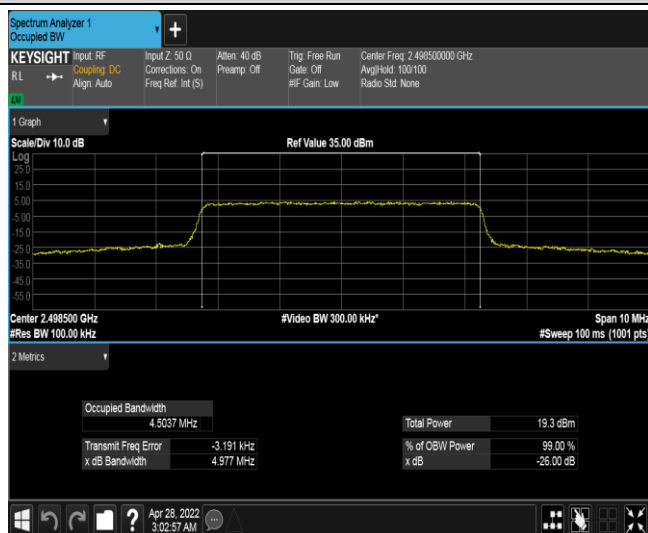 Spectrum Analyzer 1
Occupied BW
+
KEYSIGHT
RL
Input: RF
Coupling: DC
Align: Auto
Input Z: 50 Ω
Corrections: On
Freq Ref: Int (S)
Atten: 40 dB
Preamp: Off
Trig: Free Run
Gate: Off
#IF Gain: Low
Center Freq: 2.498500000 GHz
Avg|Hold: 100/100
Radio Std: None
1 Graph
Scale/Div 10.0 dB
Ref Value 35.00 dBm
Log
25.0
15.0
5.00
-5.00
-15.0
-25.0
-35.0
-45.0
-55.0
Center 2.498500 GHz
#Video BW 300.00 kHz*
Span 10 MHz
#Res BW 100.00 kHz
#Sweep 100 ms (1001 pts)
2 Metrics
Occupied Bandwidth
4.5037 MHz
Total Power 19.3 dBm
Transmit Freq Error -3.191 kHz
% of OBW Power 99.00 %
x dB Bandwidth 4.977 MHz
x dB -26.00 dB
?
Apr 28, 2022
3:02:57 AM